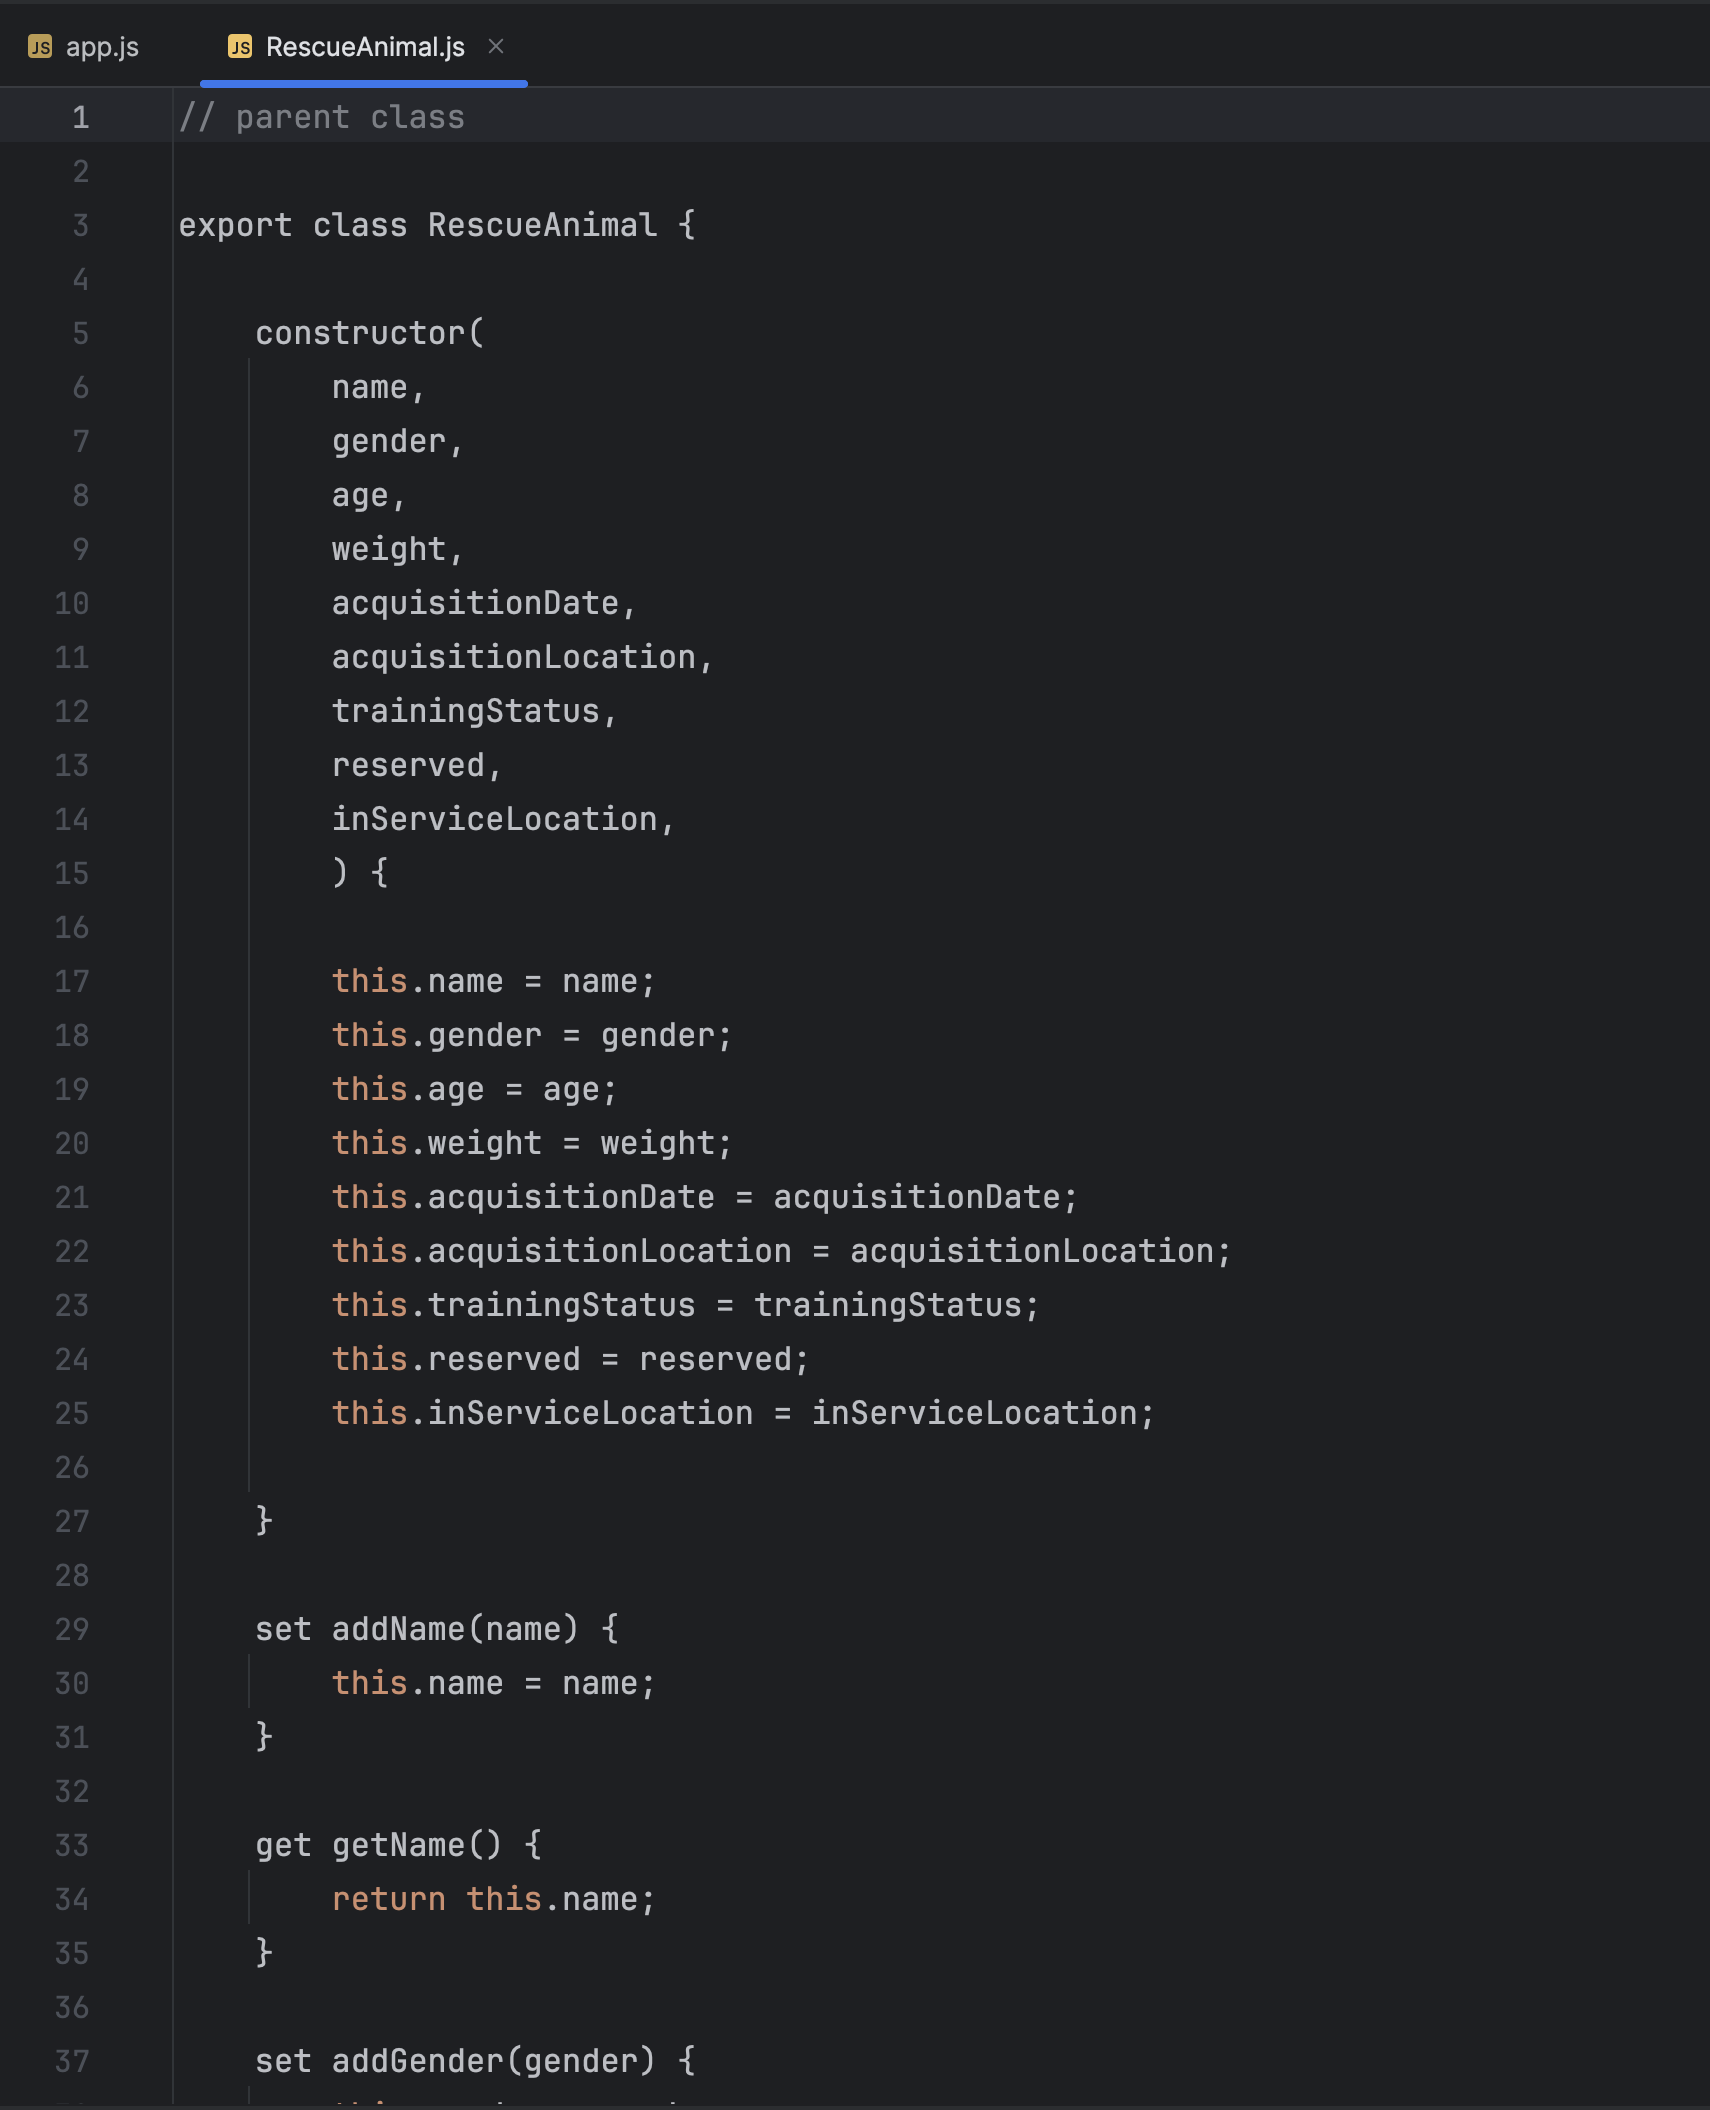 JS app.js JS RescueAnimal.js ×
1 // parent class
2
3 export class RescueAnimal {
4
5     constructor(
6         name,
7         gender,
8         age,
9         weight,
10         acquisitionDate,
11         acquisitionLocation,
12         trainingStatus,
13         reserved,
14         inServiceLocation,
15         ) {
16
17         this.name = name;
18         this.gender = gender;
19         this.age = age;
20         this.weight = weight;
21         this.acquisitionDate = acquisitionDate;
22         this.acquisitionLocation = acquisitionLocation;
23         this.trainingStatus = trainingStatus;
24         this.reserved = reserved;
25         this.inServiceLocation = inServiceLocation;
26
27     }
28
29     set addName(name) {
30         this.name = name;
31     }
32
33     get getName() {
34         return this.name;
35     }
36
37     set addGender(gender) {